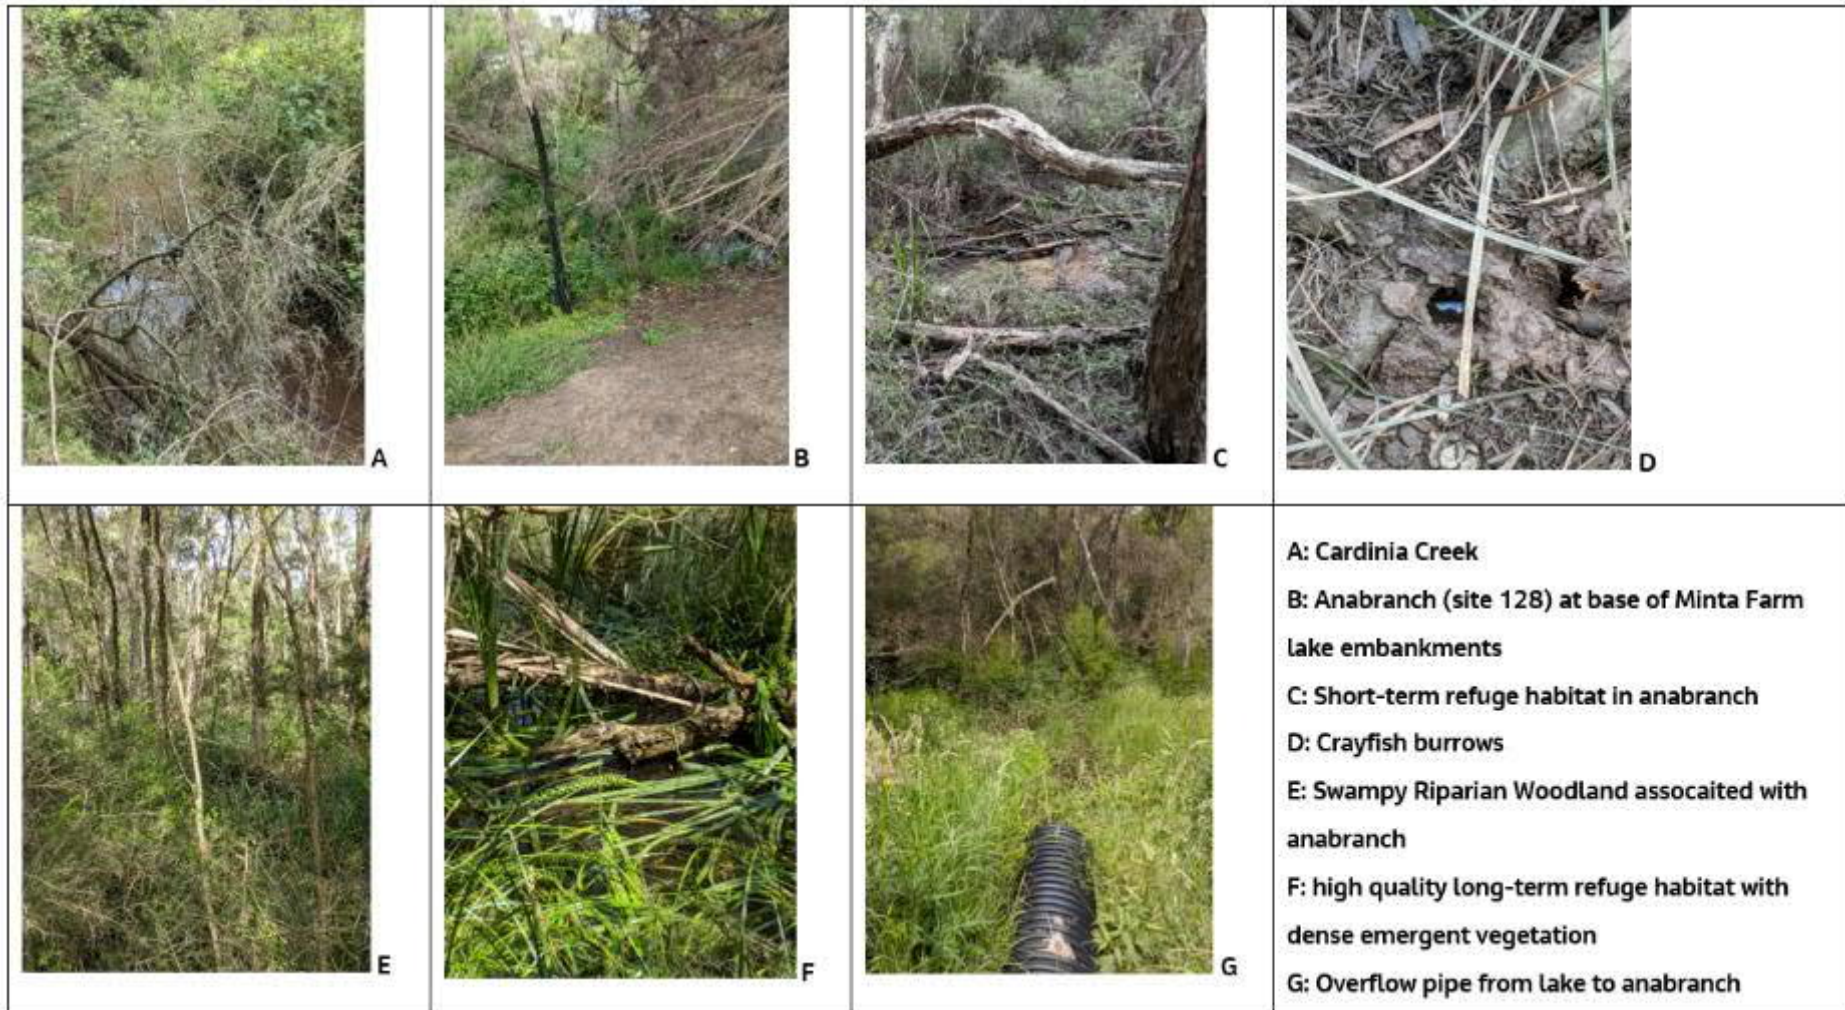 A
B
C
D
E
F
G
A: Cardinia Creek
B: Anabranch (site 128) at base of Minta Farm
lake embankments
C: Short-term refuge habitat in anabranch
D: Crayfish burrows
E: Swampy Riparian Woodland assocaited with
anabranch
F: high quality long-term refuge habitat with
dense emergent vegetation
G: Overflow pipe from lake to anabranch